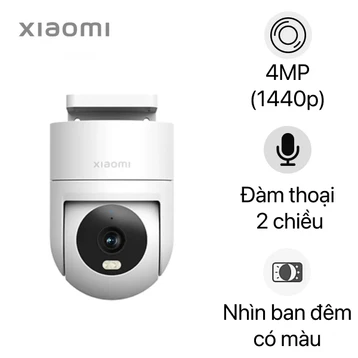 xiaomi
4MP
(1440p)
xiaomi
Đàm thoại
2 chiều
Nhìn ban đêm
có màu